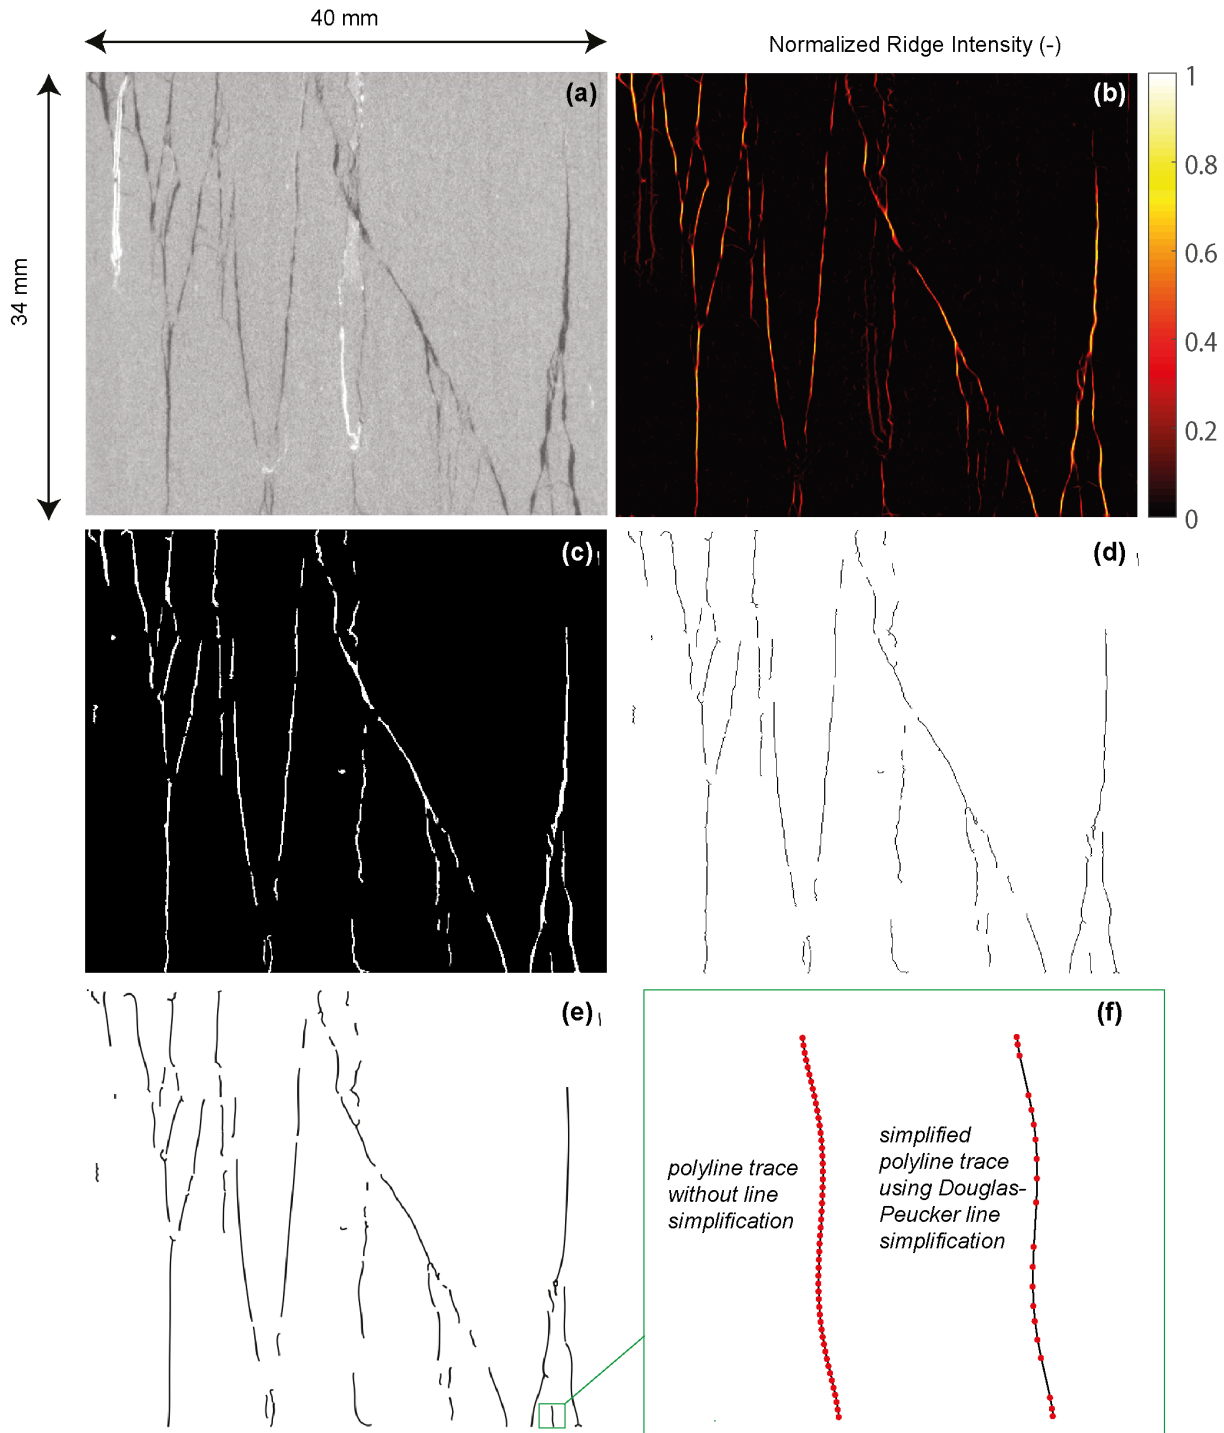 40 mm
Normalized Ridge Intensity (-)
34 mm
(a)
(b)
1
0.8
0.6
0.4
0.2
0
(c)
(d)
(e)
(f)
polyline trace
without line
simplification
simplified
polyline trace
using Douglas-
Peucker line
simplification